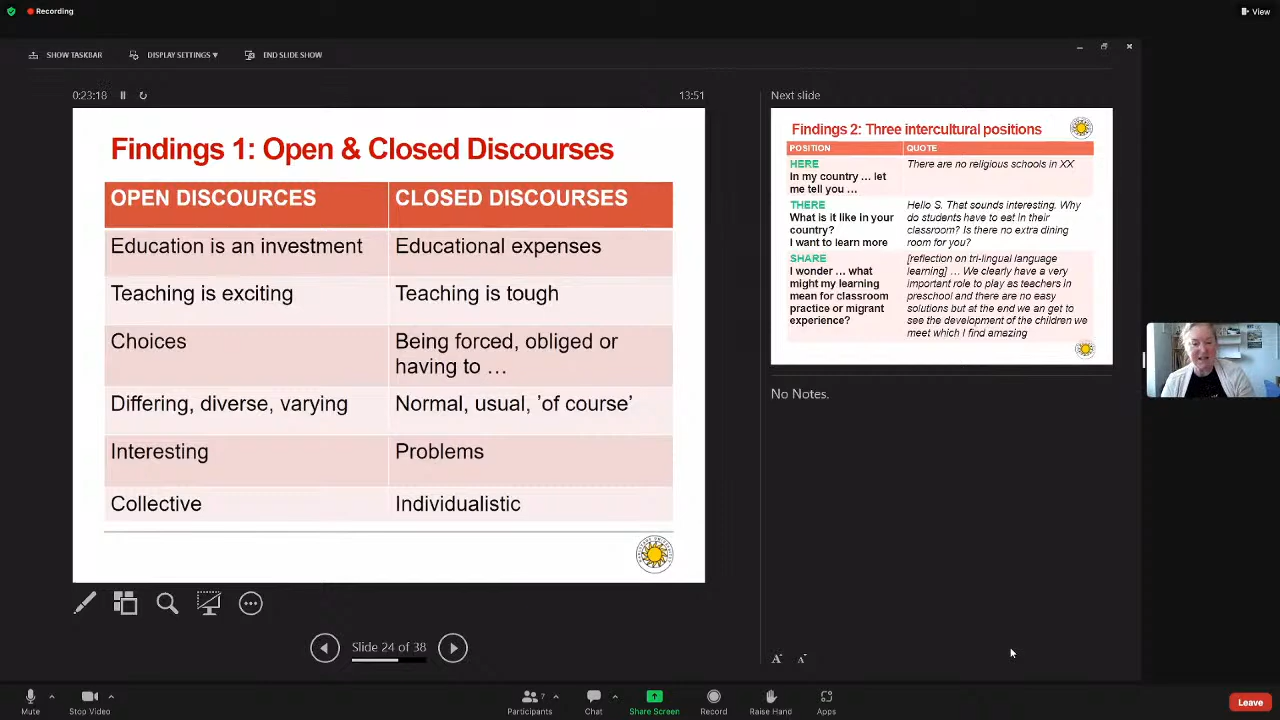 Recording
View
SHOW TASKBAR
DISPLAY SETTINGS ▾
END SLIDE SHOW
0:23:18
13:51
Findings 1: Open & Closed Discourses
OPEN DISCOURCES CLOSED DISCOURSES
Education is an investment Educational expenses
Teaching is exciting Teaching is tough
Choices Being forced, obliged or
having to …
Differing, diverse, varying Normal, usual, ’of course’
Interesting Problems
Collective Individualistic
Slide 24 of 38
Next slide
Findings 2: Three intercultural positions
POSITION QUOTE
HERE
In my country … let
me tell you …
There are no religious schools in XX
THERE
What is it like in your
country?
I want to learn more
Hello S. That sounds interesting. Why
do students have to eat in their
classroom? Is there no extra dining
room for you?
SHARE
I wonder … what
might my learning
mean for classroom
practice or migrant
experience?
[reflection on tri-lingual language
learning] … We clearly have a very
important role to play as teachers in
preschool and there are no easy
solutions but at the end we an get to
see the development of the children we
meet which I find amazing
No Notes.
A A
Mute
Stop Video
7
Participants
Chat
Share Screen
Record
Raise Hand
Apps
Leave